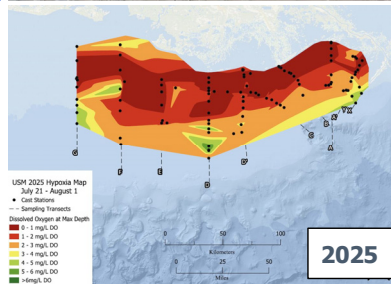 USM 2025 Hypoxia Map
July 21 - August 1
Cast Stations
Sampling Transects
Dissolved Oxygen at Max Depth
0 - 1 mg/L DO
1 - 2 mg/L DO
2 - 3 mg/L DO
3 - 4 mg/L DO
4 - 5 mg/L DO
5 - 6 mg/L DO
>6mg/L DO
G
F
E
D
D'
C
B
A
A'
V X
0
50
100
Kilometers
0
25
50
Miles
2025